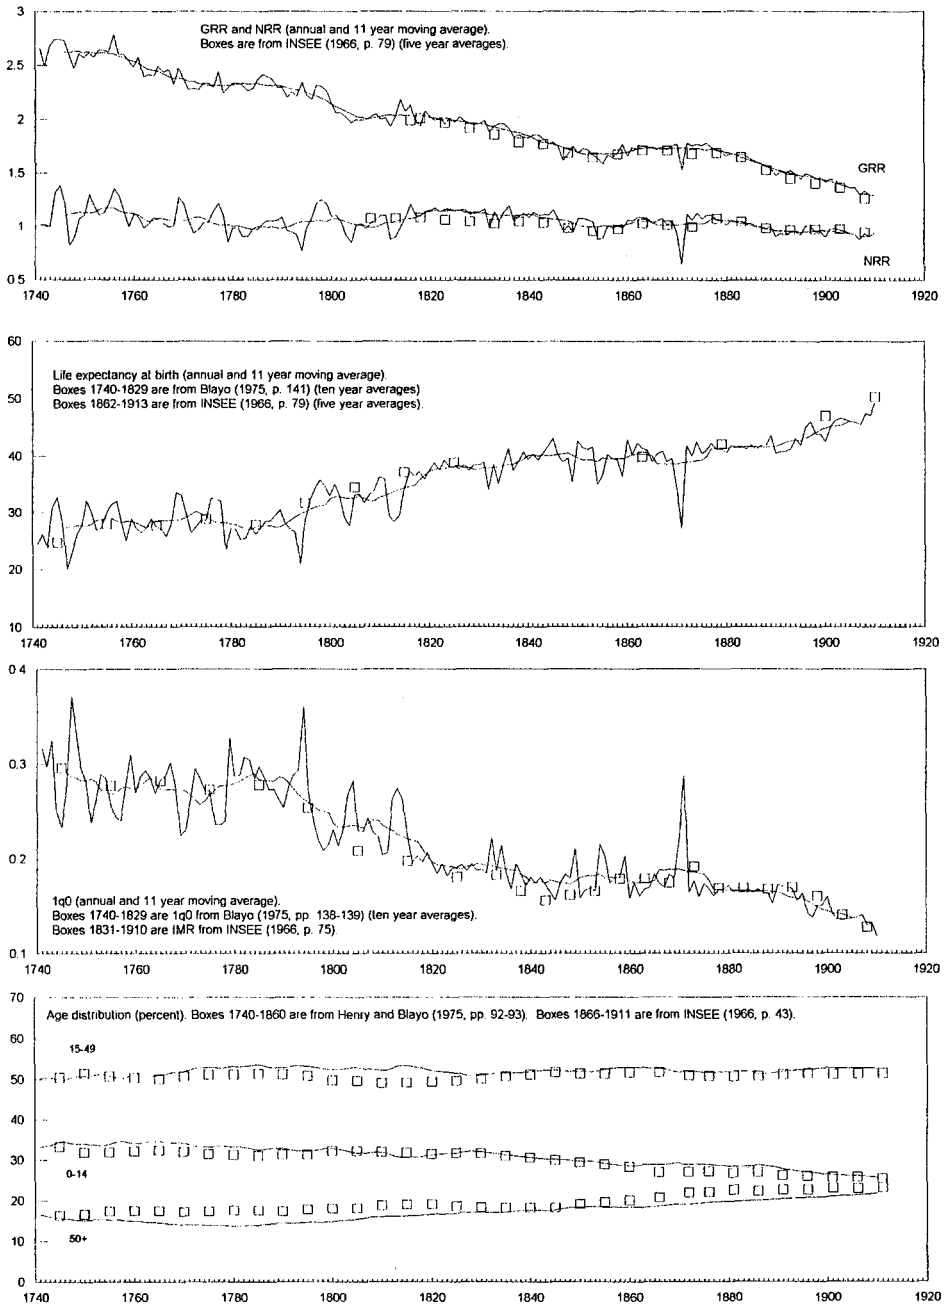 3
GRR and NRR (annual and 11 year moving average).
Boxes are from INSEE (1966, p. 79) (five year averages).
2.5
2
1.5
GRR
1
NRR
0 5
1740 1760 1780 1800 1820 1840 1860 1880 1900 1920
60
Life expectancy at birth (annual and 11 year moving average).
Boxes 1740-1829 are from Blayo (1975, p. 141) (ten year averages)
Boxes 1862-1913 are from INSEE (1966, p. 79) (five year averages).
50
40
30
20
10
1740 1760 1780 1800 1820 1840 1860 1880 1900 1920
0 4
0.3
0.2
1q0 (annual and 11 year moving average).
Boxes 1740-1829 are 1q0 from Blayo (1975, pp. 138-139) (ten year averages).
Boxes 1831-1910 are IMR from INSEE (1966, p. 75).
0.1
1740 1760 1780 1800 1820 1840 1860 1880 1900 1920
70
Age distribution (percent). Boxes 1740-1860 are from Henry and Blayo (1975, pp. 92-93). Boxes 1866-1911 are from INSEE (1966, p. 43).
60
15-49
50
40
30
0-14
20
50+
10
0
1740 1760 1780 1800 1820 1840 1860 1880 1900 1920